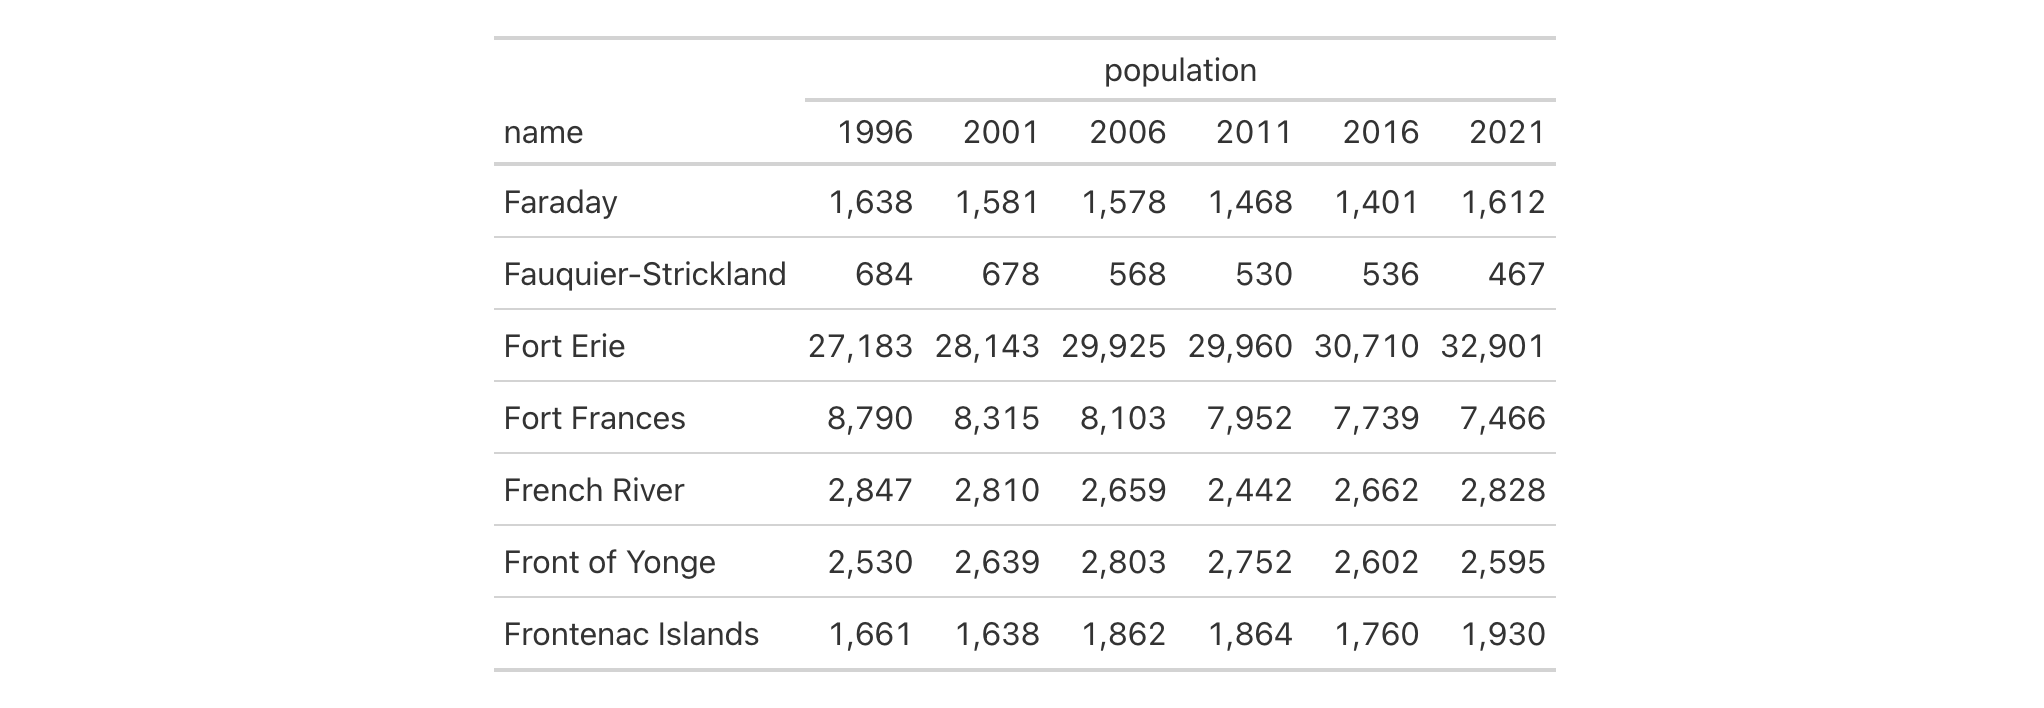 population
name 1996 2001 2006 2011 2016 2021
Faraday 1,638 1,581 1,578 1,468 1,401 1,612
Fauquier-Strickland 684 678 568 530 536 467
Fort Erie 27,183 28,143 29,925 29,960 30,710 32,901
Fort Frances 8,790 8,315 8,103 7,952 7,739 7,466
French River 2,847 2,810 2,659 2,442 2,662 2,828
Front of Yonge 2,530 2,639 2,803 2,752 2,602 2,595
Frontenac Islands 1,661 1,638 1,862 1,864 1,760 1,930